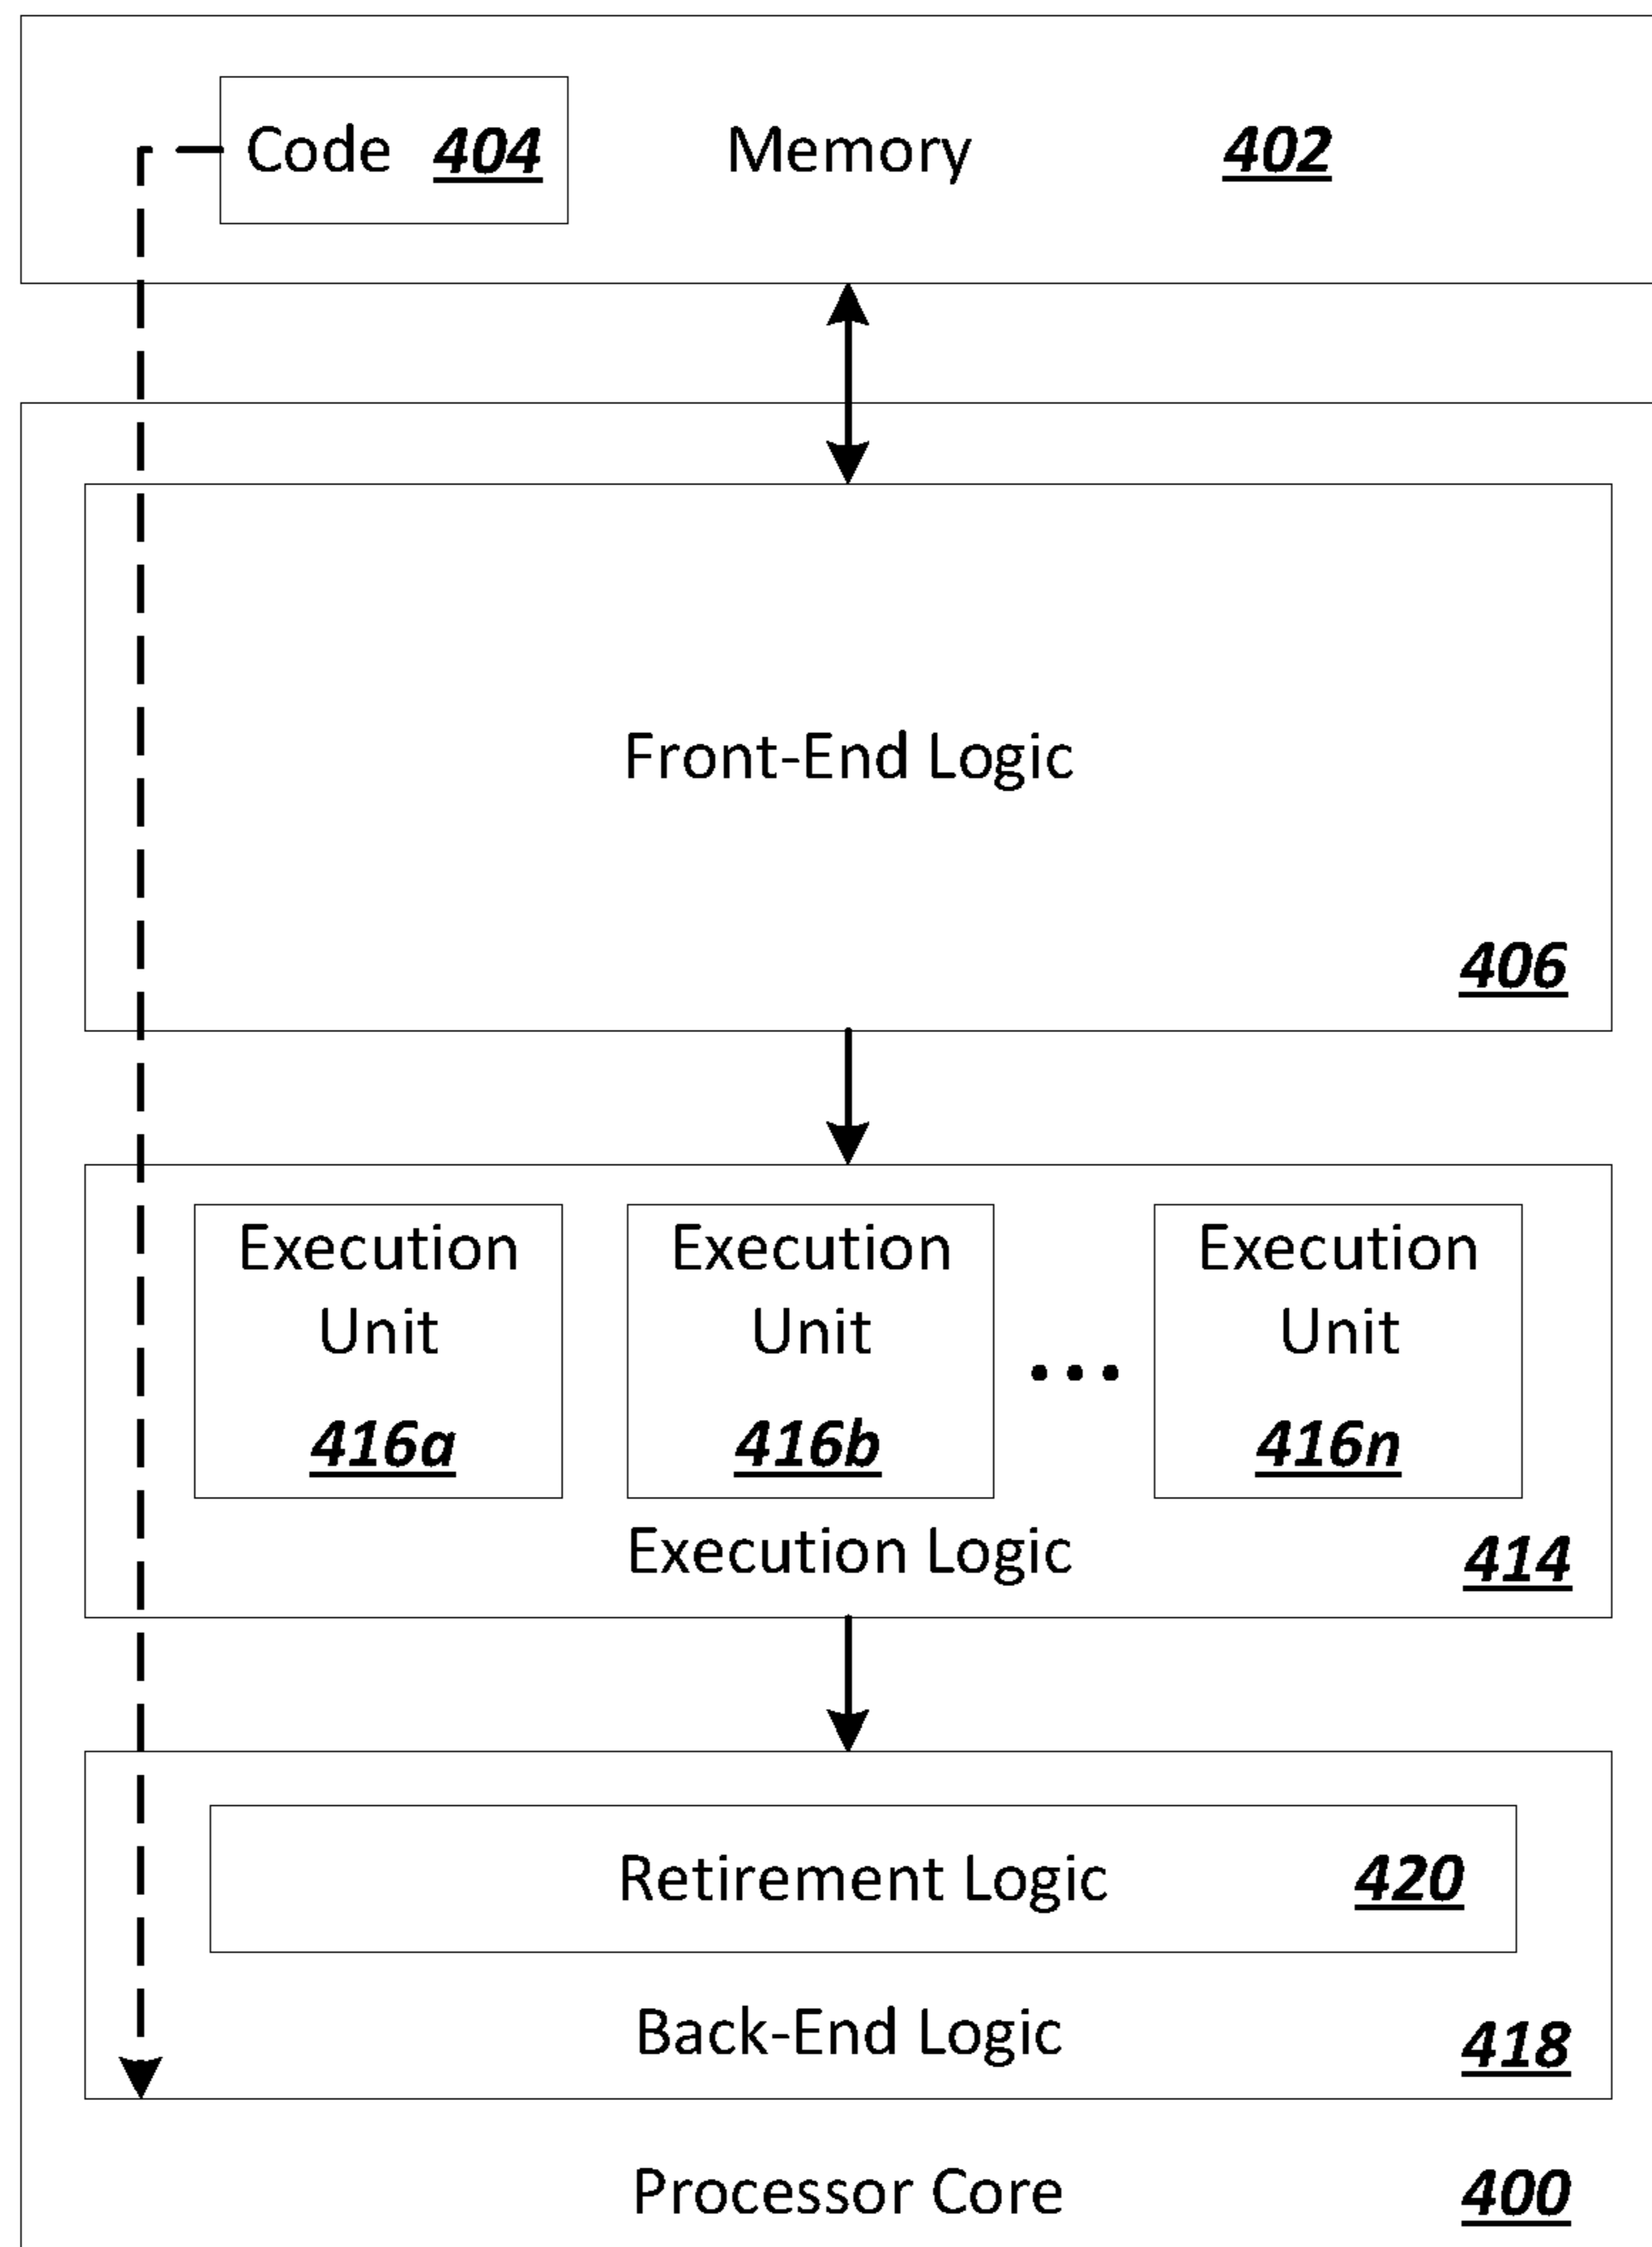 Code 404 Memory 402
Front-End Logic
406
Execution Unit 416a
Execution Unit 416b
...
Execution Unit 416n
Execution Logic 414
Retirement Logic 420
Back-End Logic 418
Processor Core 400